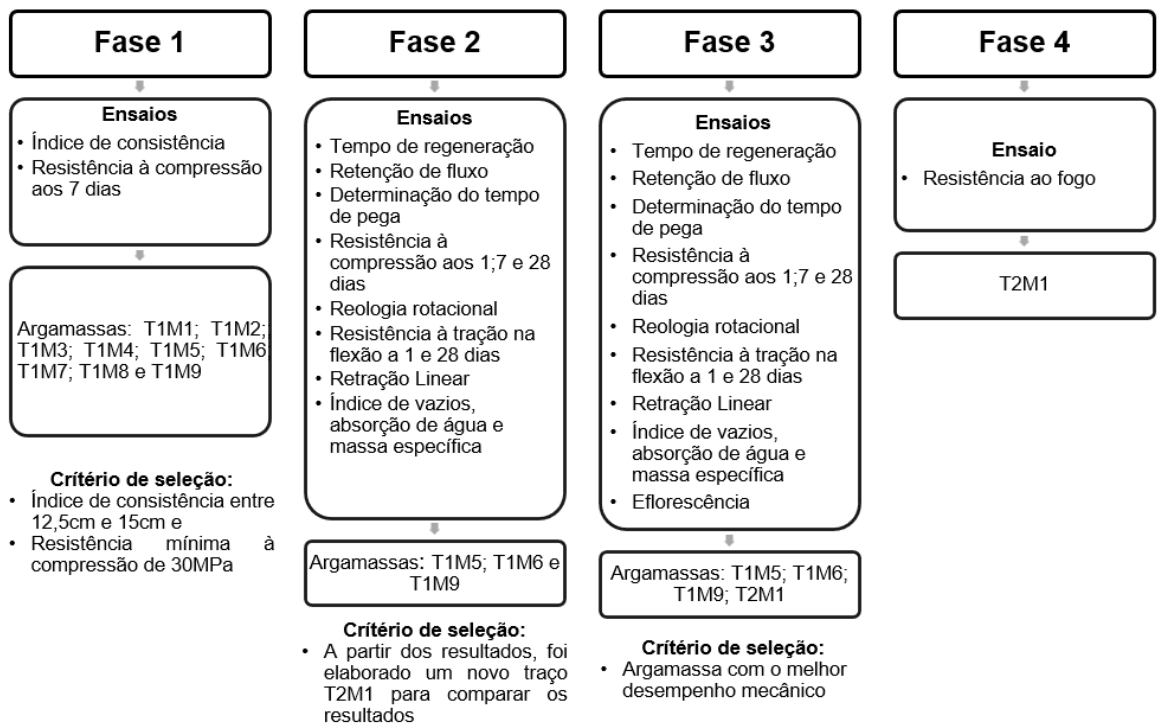 Fase 1
Ensaios
• Índice de consistência
• Resistência à compressão
aos 7 dias
Argamassas: T1M1; T1M2;;
T1M3; T1M4; T1M5; T1M6;
T1M7; T1M8 e T1M9
Crítério de seleção:
• Índice de consistência entre
12,5cm e 15cm e
• Resistência mínima à
compressão de 30MPa
Fase 2
Ensaios
• Tempo de regeneração
• Retenção de fluxo
• Determinação do tempo
de pega
• Resistência à
compressão aos 1;7 e 28
dias
• Reologia rotacional
• Resistência à tração na
flexão a 1 e 28 dias
• Retração Linear
• Índice de vazios,
absorção de água e
massa específica
Argamassas: T1M5; T1M6 e
T1M9
Crítério de seleção:
• A partir dos resultados, foi
elaborado um novo traço
T2M1 para comparar os
resultados
Fase 3
Ensaios
• Tempo de regeneração
• Retenção de fluxo
• Determinação do tempo
de pega
• Resistência à
compressão aos 1;7 e 28
dias
• Reologia rotacional
• Resistência à tração na
flexão a 1 e 28 dias
• Retração Linear
• Índice de vazios,
absorção de água e
massa específica
• Eflorescência
Argamassas: T1M5; T1M6;
T1M9; T2M1
Crítério de seleção:
• Argamassa com o melhor
desempenho mecânico
Fase 4
Ensaio
• Resistência ao fogo
T2M1